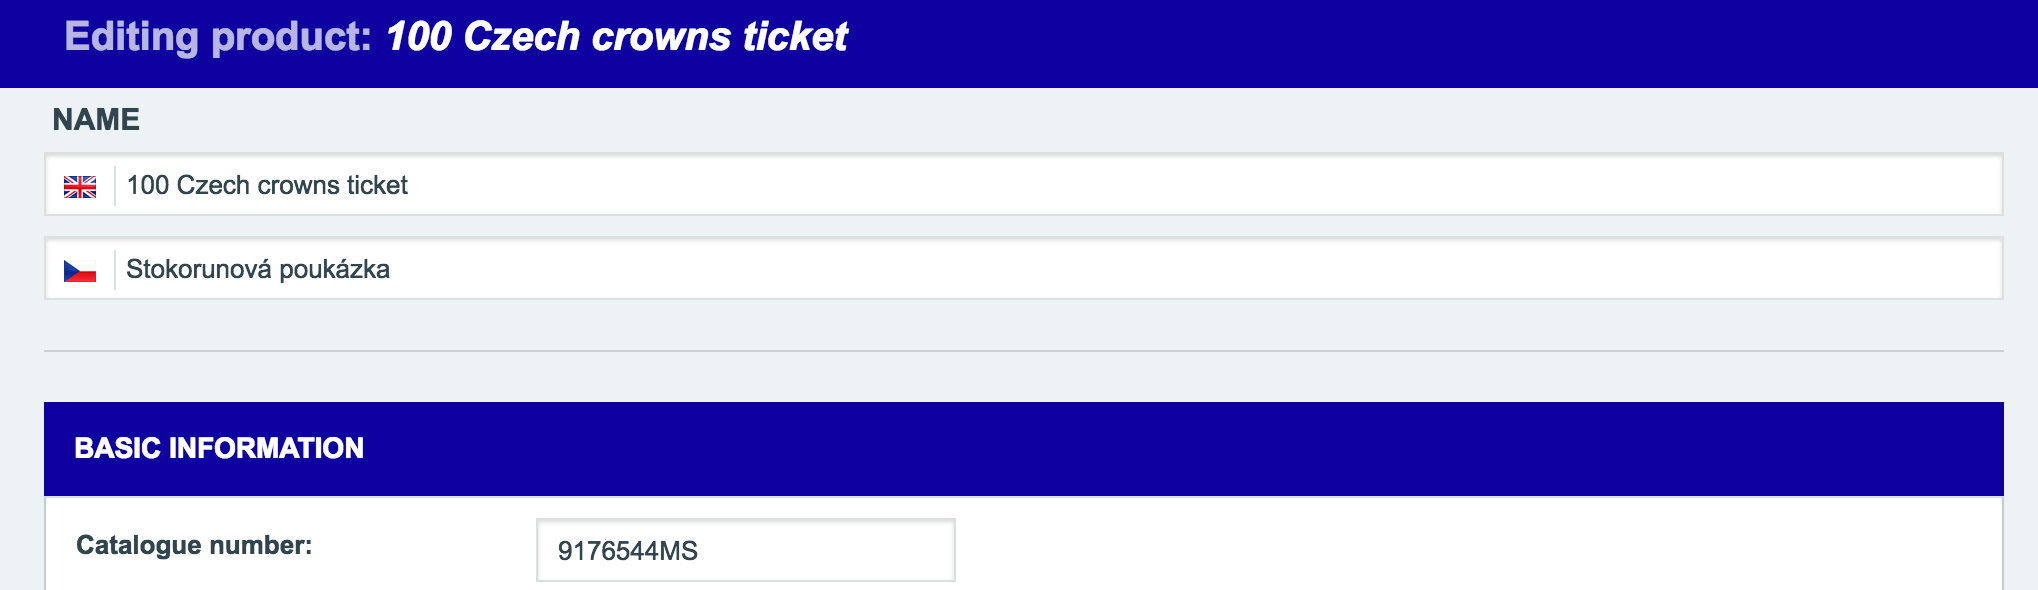 Editing product: 100 Czech crowns ticket
NAME
100 Czech crowns ticket
Stokorunová poukázka
BASIC INFORMATION
Catalogue number:
9176544MS